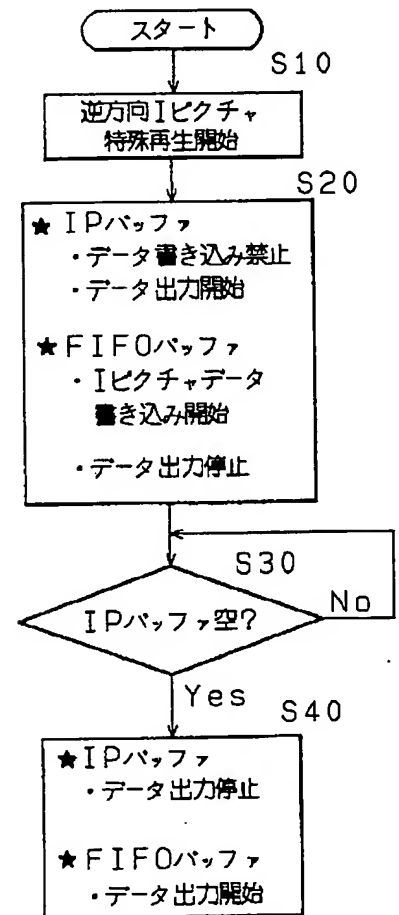 スタート
S10
逆方向Iピクチャ
特殊再生開始
S20
★ IPバッファ
・データ書き込み禁止
・データ出力開始
★FIFOバッファ
・Iピクチャデータ
書き込み開始
・データ出力停止
S30
IPバッファ空?
No
Yes
S40
★IPバッファ
・データ出力停止
★FIFOバッファ
・データ出力開始